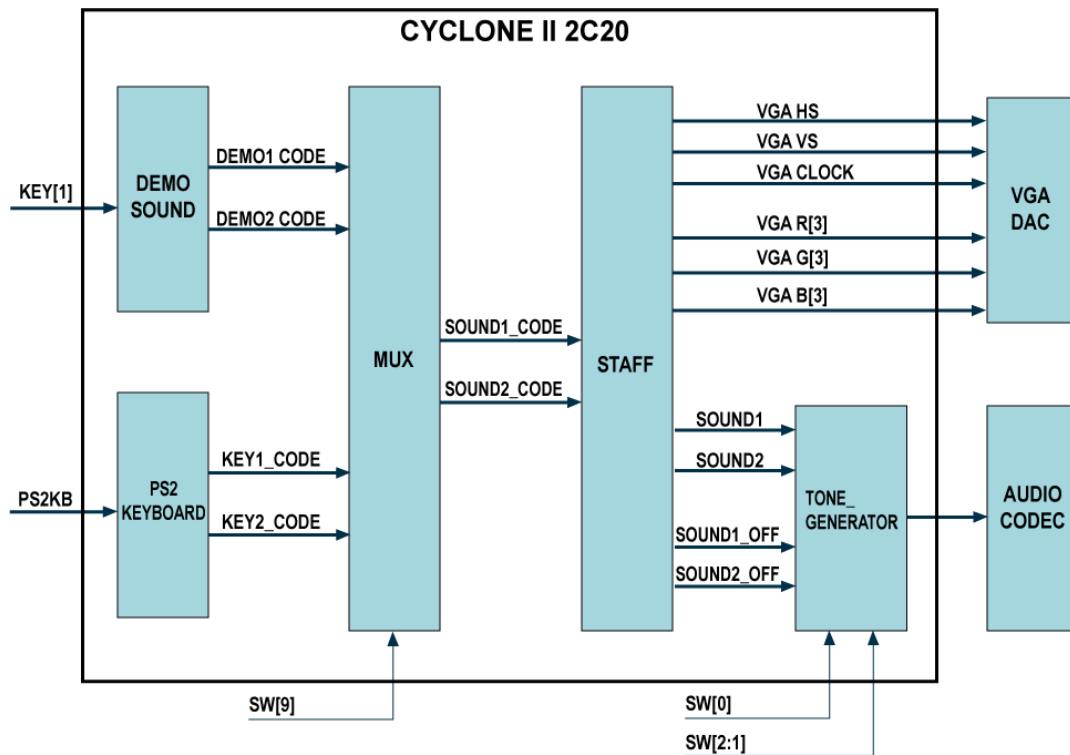 CYCLONE II 2C20
KEY[1]
DEMO
SOUND
DEMO1 CODE
DEMO2 CODE
PS2KB
PS2
KEYBOARD
KEY1_CODE
KEY2_CODE
MUX
SW[9]
SOUND1_CODE
SOUND2_CODE
STAFF
VGA HS
VGA VS
VGA CLOCK
VGA R[3]
VGA G[3]
VGA B[3]
VGA
DAC
SOUND1
SOUND2
SOUND1_OFF
SOUND2_OFF
TONE_
GENERATOR
AUDIO
CODEC
SW[0]
SW[2:1]